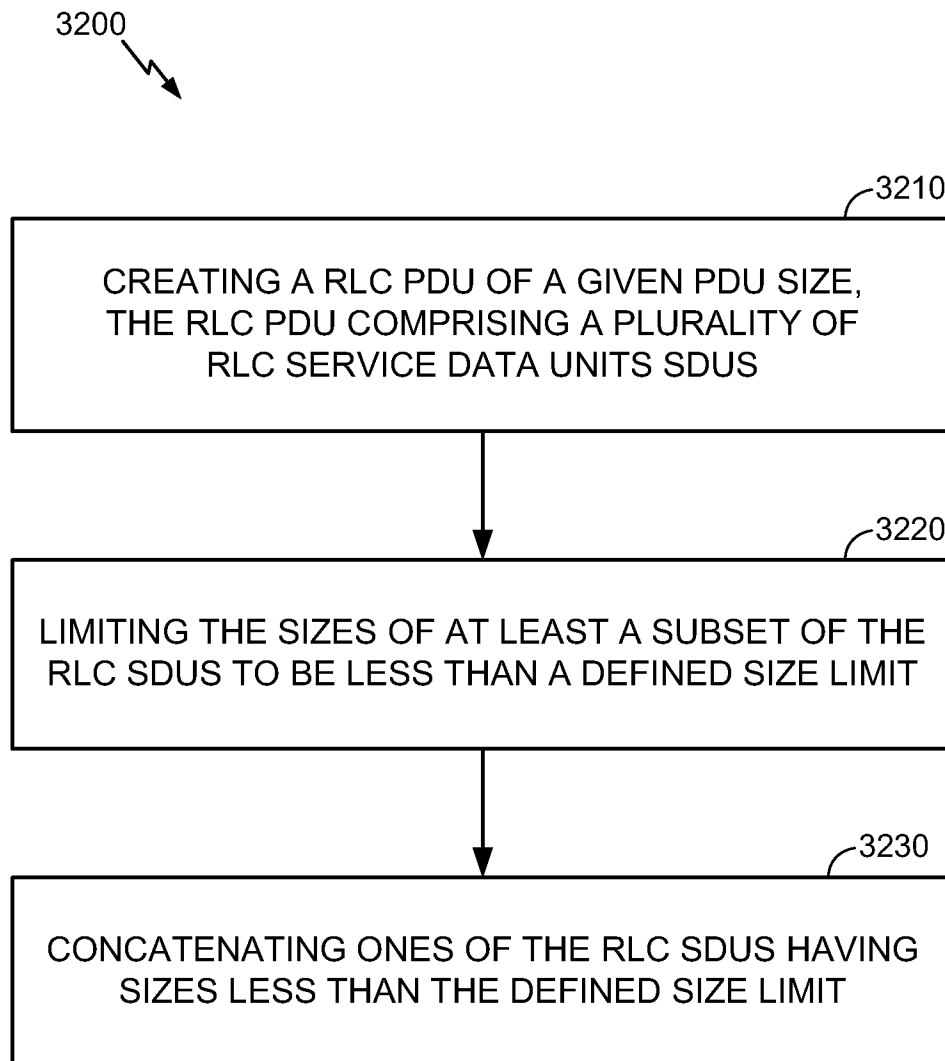 3200
3210
CREATING A RLC PDU OF A GIVEN PDU SIZE,
THE RLC PDU COMPRISING A PLURALITY OF
RLC SERVICE DATA UNITS SDUS
3220
LIMITING THE SIZES OF AT LEAST A SUBSET OF THE
RLC SDUS TO BE LESS THAN A DEFINED SIZE LIMIT
3230
CONCATENATING ONES OF THE RLC SDUS HAVING
SIZES LESS THAN THE DEFINED SIZE LIMIT